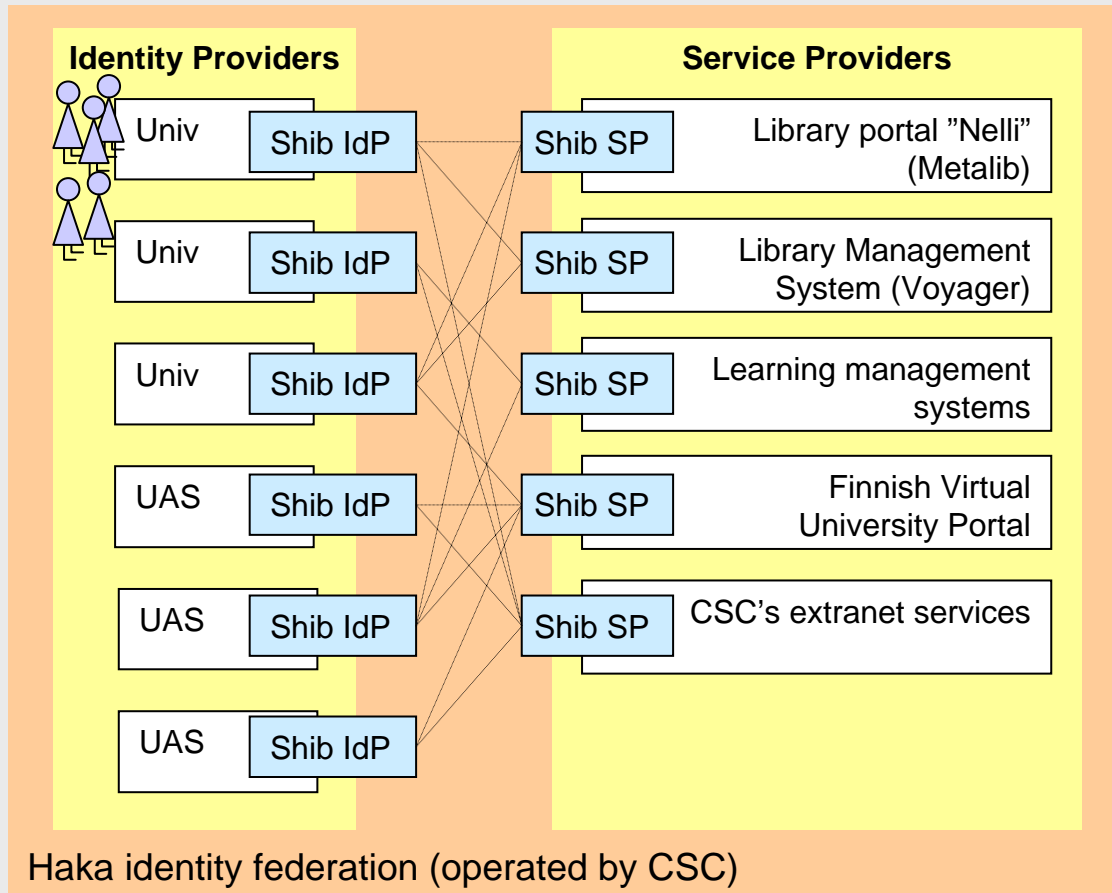 Identity Providers
Service Providers
Univ
Shib IdP
Shib SP
Library portal ”Nelli”
(Metalib)
Univ
Shib IdP
Shib SP
Library Management
System (Voyager)
Univ
Shib IdP
Shib SP
Learning management
systems
UAS
Shib IdP
Shib SP
Finnish Virtual
University Portal
UAS
Shib IdP
Shib SP
CSC’s extranet services
UAS
Shib IdP
Haka identity federation (operated by CSC)